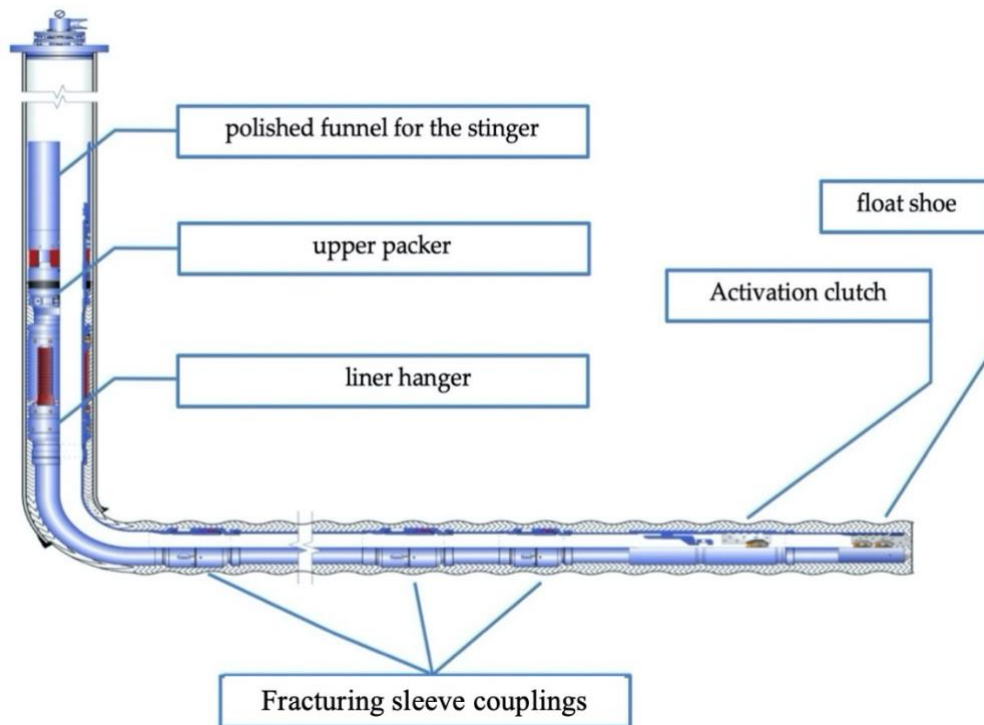 polished funnel for the stinger
float shoe
upper packer
Activation clutch
liner hanger
Fracturing sleeve couplings